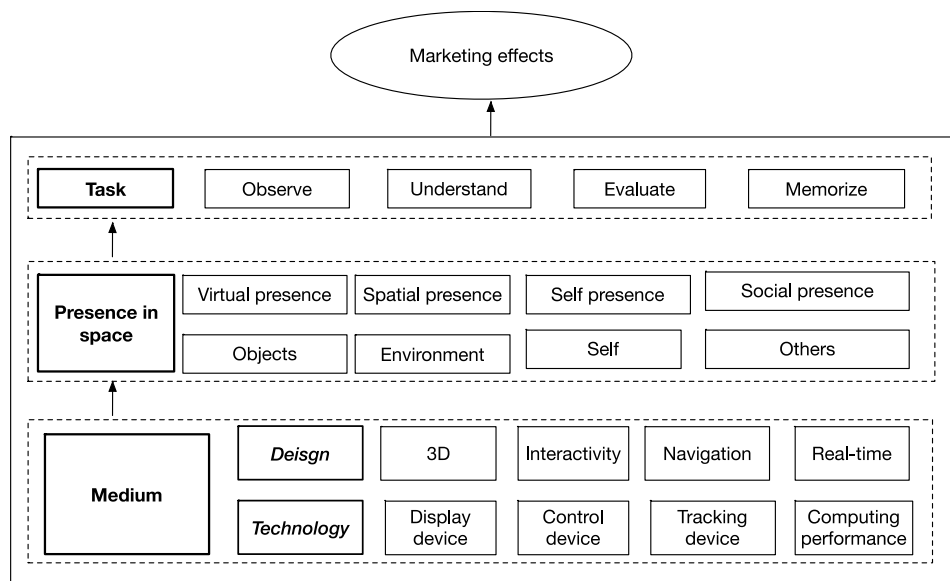 Marketing effects
Task
Observe
Understand
Evaluate
Memorize
Presence in
space
Virtual presence
Spatial presence
Self presence
Social presence
Objects
Environment
Self
Others
Medium
Deisgn
3D
Interactivity
Navigation
Real-time
Technology
Display
device
Control
device
Tracking
device
Computing
performance